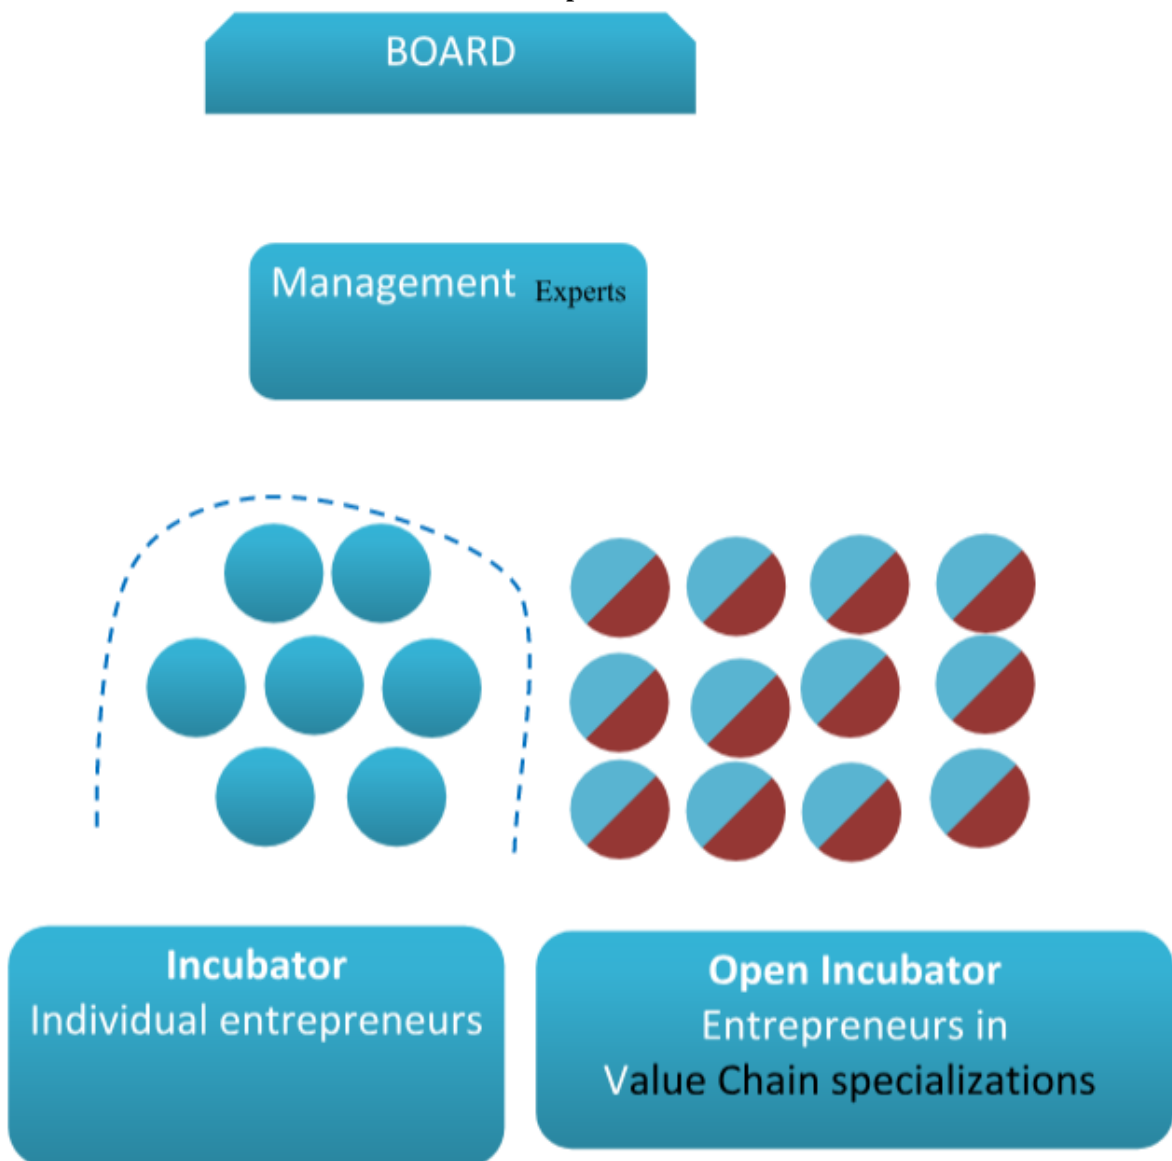 BOARD
Management Experts
Incubator
Individual entrepreneurs
Open Incubator
Entrepreneurs in
Value Chain specializations